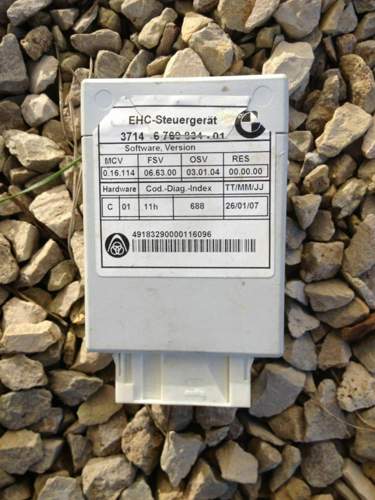 EHC-Steuergerät
3714 - 6 769 834 - 01
Software, Version
MCV FSV OSV RES
0.16.114 06.63.00 03.01.04 00.00.00
Hardware Cod.-Diag.-Index TT/MM/JJ
C 01 11h 688 26/01/07
49183290000116096